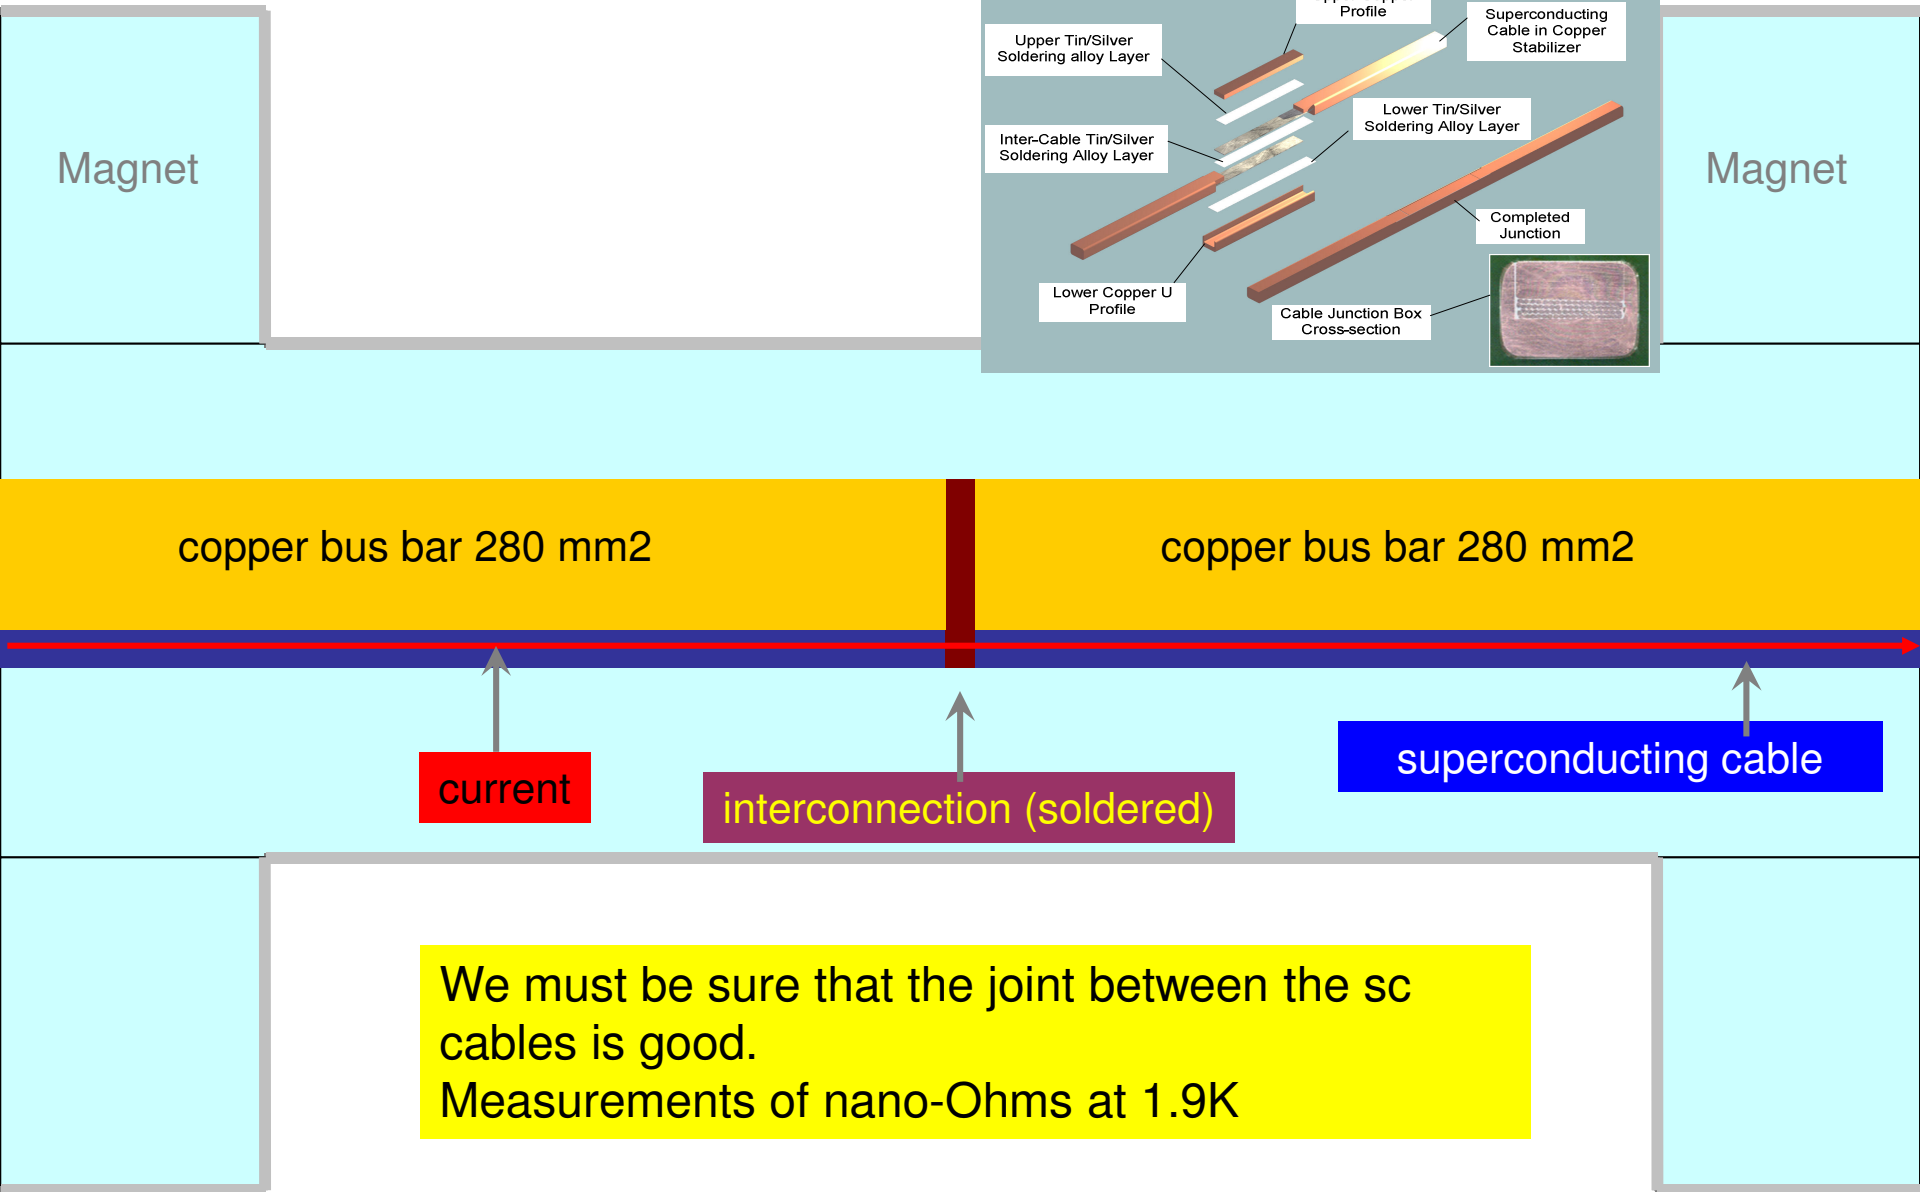 Profile
Superconducting
Cable in Copper
Stabilizer
Upper Tin/Silver
Soldering alloy Layer
Lower Tin/Silver
Soldering Alloy Layer
Inter-Cable Tin/Silver
Soldering Alloy Layer
Magnet
Magnet
Completed
Junction
Lower Copper U
Profile
Cable Junction Box
Cross-section
copper bus bar 280 mm2
copper bus bar 280 mm2
current
interconnection (soldered)
superconducting cable
We must be sure that the joint between the sc
cables is good.
Measurements of nano-Ohms at 1.9K